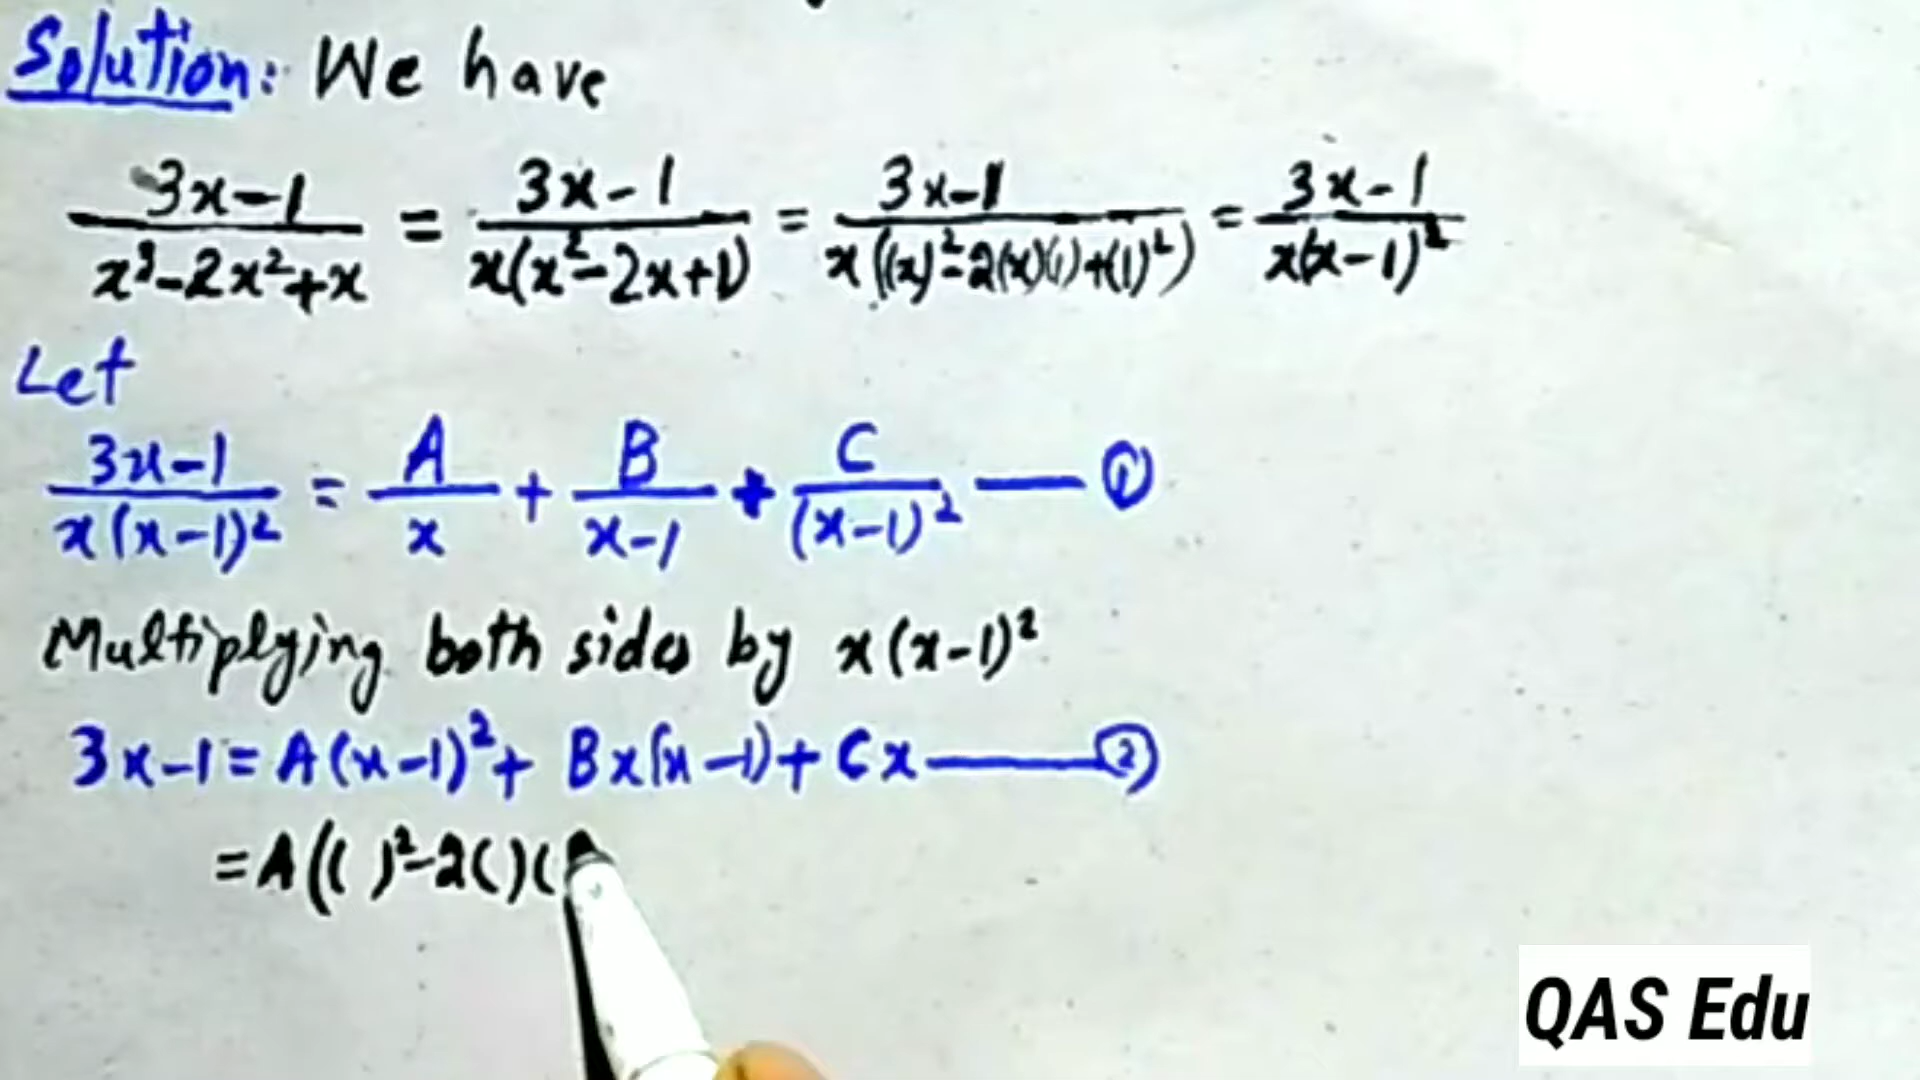 Solution: We have
3x-1/x³-2x²+x = 3x-1/x(x²-2x+1) = 3x-1/x((x)²-2(x)(1)+(1)²) = 3x-1/x(x-1)²
Let
3x-1/x(x-1)² = A/x + B/x-1 + C/(x-1)² — ①
Multiplying both sides by x(x-1)²
3x-1 = A(x-1)² + Bx(x-1) + Cx — ②
= A(( )²-2( )(
QAS Edu